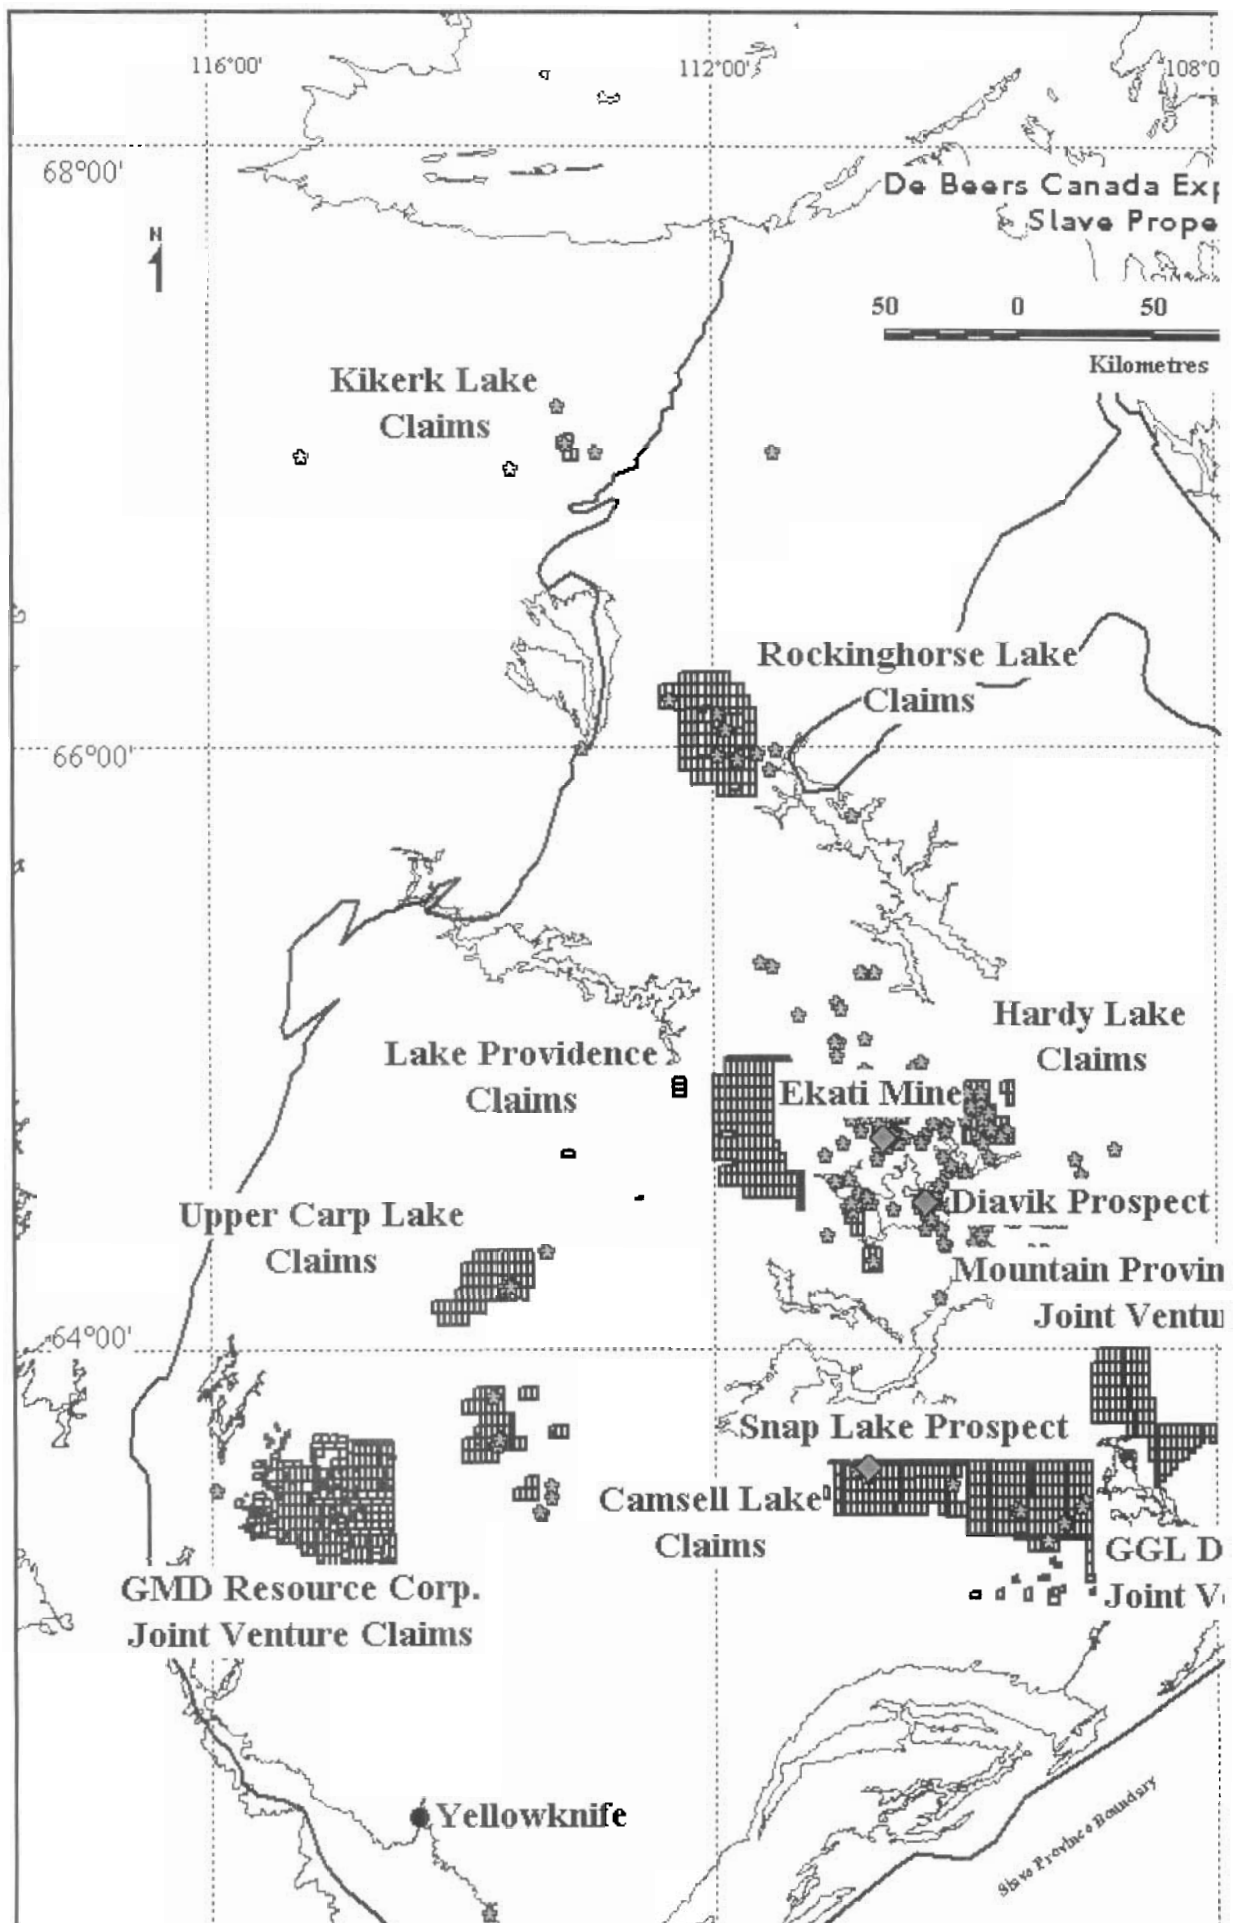 116°00'
112°00'
108°0
68°00'
De Beers Canada Exp
Slave Prope
N
50 0 50
Kilometres
Kikerk Lake
Claims
Rockinghorse Lake
Claims
66°00'
Hardy Lake
Claims
Lake Providence
Claims
Ekati Mine
Diavik Prospect
Upper Carp Lake
Claims
Mountain Provin
Joint Ventu
64°00'
Snap Lake Prospect
Camsell Lake
Claims
GGL D
Joint V
GMD Resource Corp.
Joint Venture Claims
Yellowknife
Slave Province Boundary